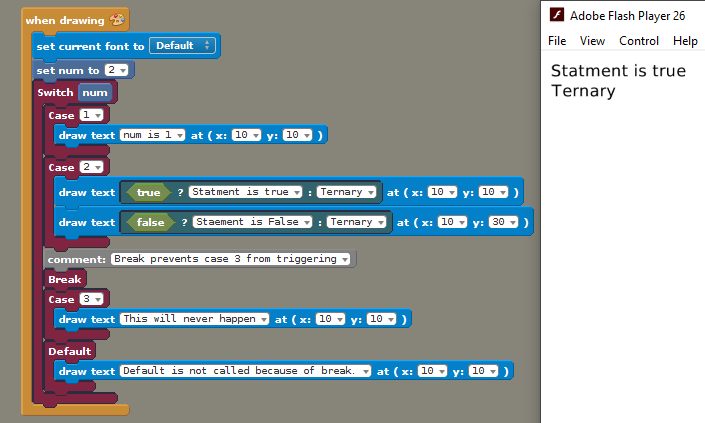 when drawing
set current font to Default
set num to 2
Switch num
Case 1
draw text num is 1 at ( x: 10 y: 10 )
Case 2
draw text true ? Statment is true : Ternary at ( x: 10 y: 10 )
draw text false ? Staement is False : Ternary at ( x: 10 y: 30 )
comment: Break prevents case 3 from triggering
Break
Case 3
draw text This will never happen at ( x: 10 y: 10 )
Default
draw text Default is not called because of break. at ( x: 10 y: 10 )
Adobe Flash Player 26
File View Control Help
Statment is true
Ternary